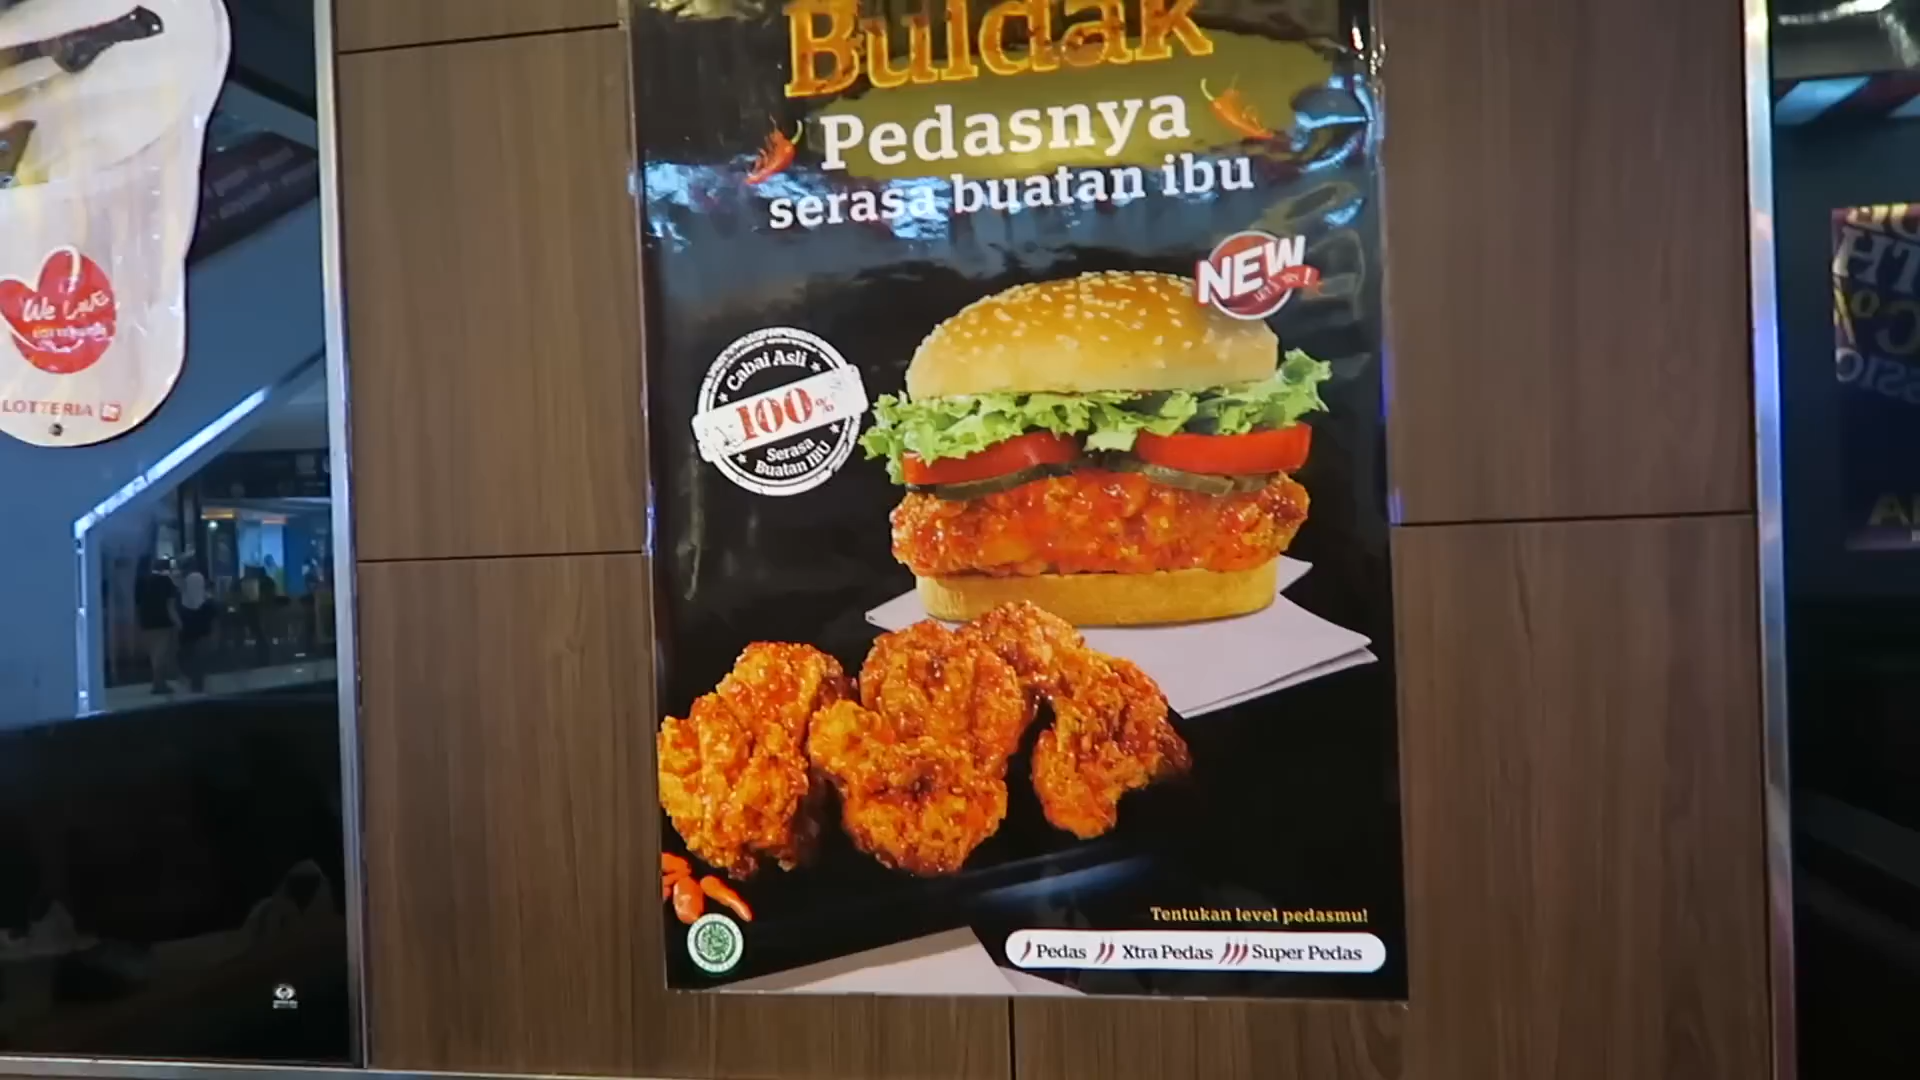 Buldak
Pedasnya
serasa buatan ibu
NEW
Cabai Asli
100%
Serasa
Buatan IBU
We Love
LOTTERIA
Tentukan level pedasmu!
Pedas Xtra Pedas Super Pedas